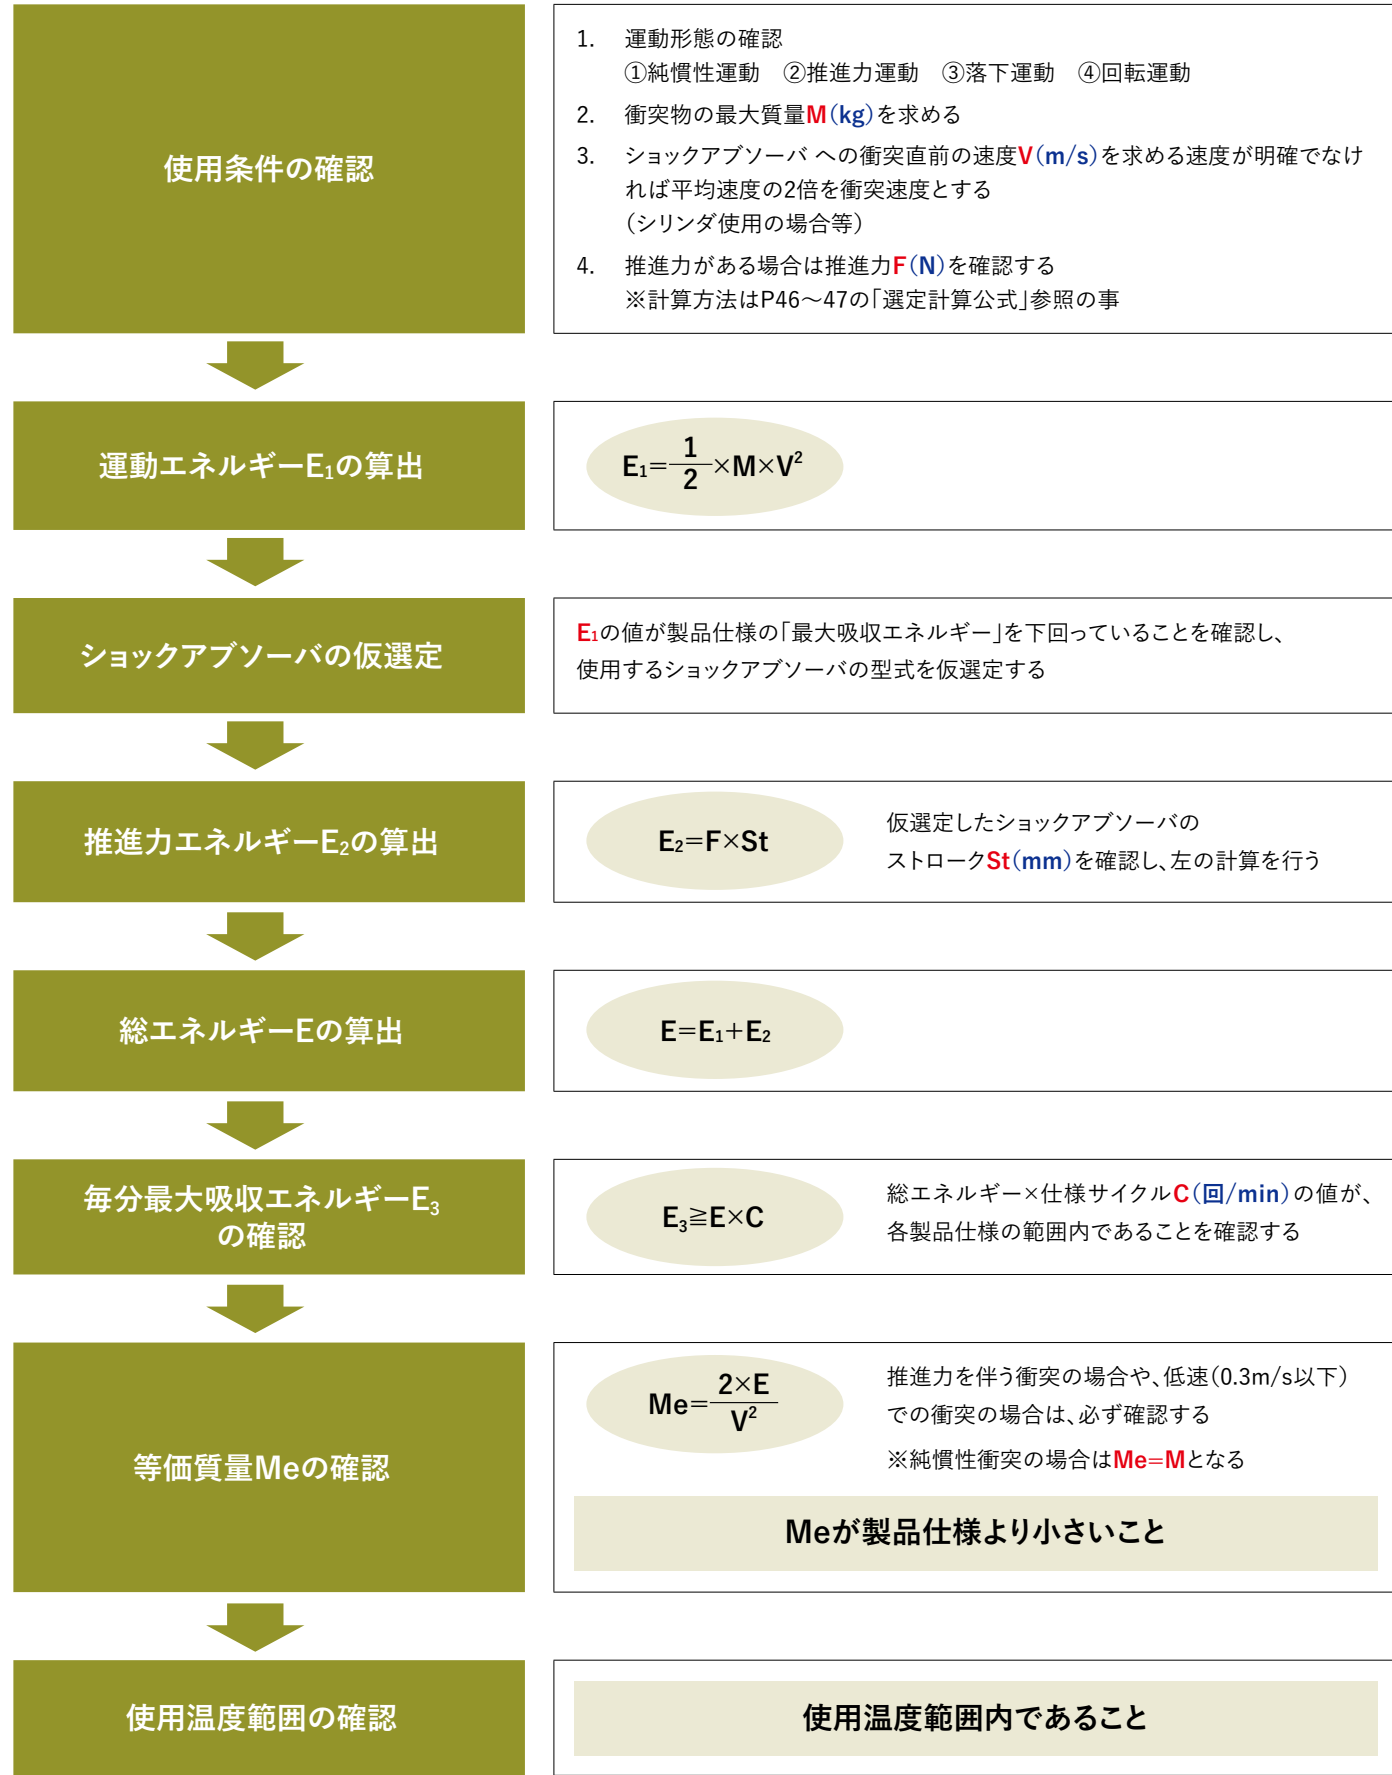 使用条件の確認
1. 運動形態の確認
①純慣性運動 ②推進力運動 ③落下運動 ④回転運動
2. 衝突物の最大質量M(kg)を求める
3. ショックアブソーバ への衝突直前の速度V(m/s)を求める速度が明確でなけ
れば平均速度の2倍を衝突速度とする
(シリンダ使用の場合等)
4. 推進力がある場合は推進力F(N)を確認する
※計算方法はP46～47の「選定計算公式」参照の事
運動エネルギーE₁の算出
E₁=1/2×M×V²
ショックアブソーバの仮選定
E₁の値が製品仕様の「最大吸収エネルギー」を下回っていることを確認し、
使用するショックアブソーバの型式を仮選定する
推進力エネルギーE₂の算出
E₂=F×St
仮選定したショックアブソーバの
ストロークSt(mm)を確認し、左の計算を行う
総エネルギーEの算出
E=E₁+E₂
毎分最大吸収エネルギーE₃
の確認
E₃≧E×C
総エネルギー×仕様サイクルC(回/min)の値が、
各製品仕様の範囲内であることを確認する
等価質量Meの確認
Me=2×E/V²
推進力を伴う衝突の場合や、低速(0.3m/s以下)
での衝突の場合は、必ず確認する
※純慣性衝突の場合はMe=Mとなる
Meが製品仕様より小さいこと
使用温度範囲の確認
使用温度範囲内であること